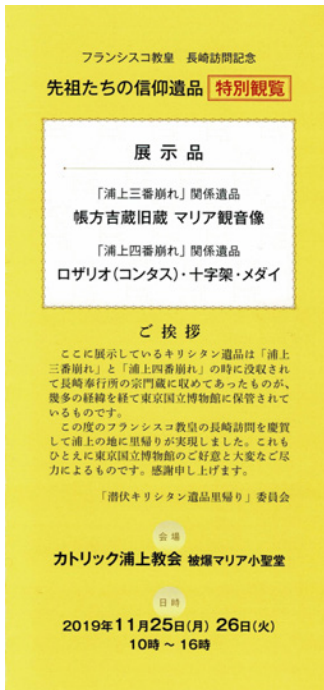 フランシスコ教皇 長崎訪問記念
先祖たちの信仰遺品 特別観覧
展示品
「浦上三番崩れ」関係遺品
帳方吉蔵旧蔵 マリア観音像
「浦上四番崩れ」関係遺品
ロザリオ(コンタス)・十字架・メダイ
ご挨拶
ここに展示しているキリシタン遺品は「浦上
三番崩れ」と「浦上四番崩れ」の時に没収され
て長崎奉行所の宗門蔵に収めてあったものが、
幾多の経緯を経て東京国立博物館に保管されて
いるものです。
この度のフランシスコ教皇の長崎訪問を慶賀
して浦上の地に里帰りが実現しました。これも
ひとえに東京国立博物館のご好意と大変なご尽
力によるものです。感謝申し上げます。
「潜伏キリシタン遺品里帰り」委員会
会場
カトリック浦上教会 被爆マリア小聖堂
日時
2019年11月25日(月) 26日(火)
10時～16時